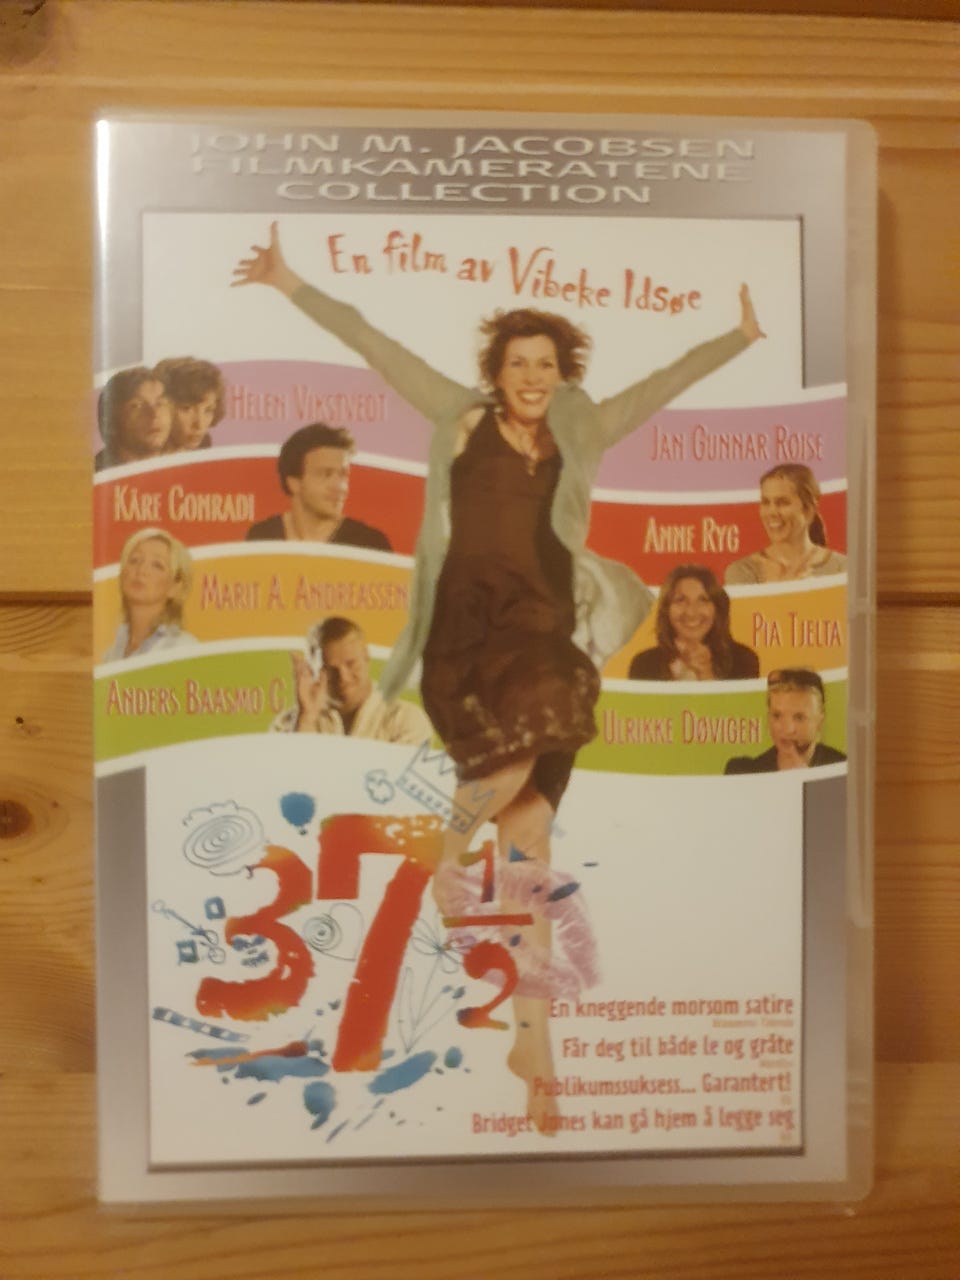 JOHN M. JACOBSEN
FILMKAMERATENE
COLLECTION
En film av Vibeke Idsøe
HELEN VIKSTVEDT
JAN GUNNAR RØISE
KÅRE CONRADI
ANNE RYG
MARIT A. ANDREASSEN
PIA TJELTA
ANDERS BAASMO C
ULRIKKE DØVIGEN
37 1/2
En kneggende morsom satire
Får deg til både le og gråte
Publikumssuksess... Garantert!
Bridget Jones kan gå hjem å legge seg